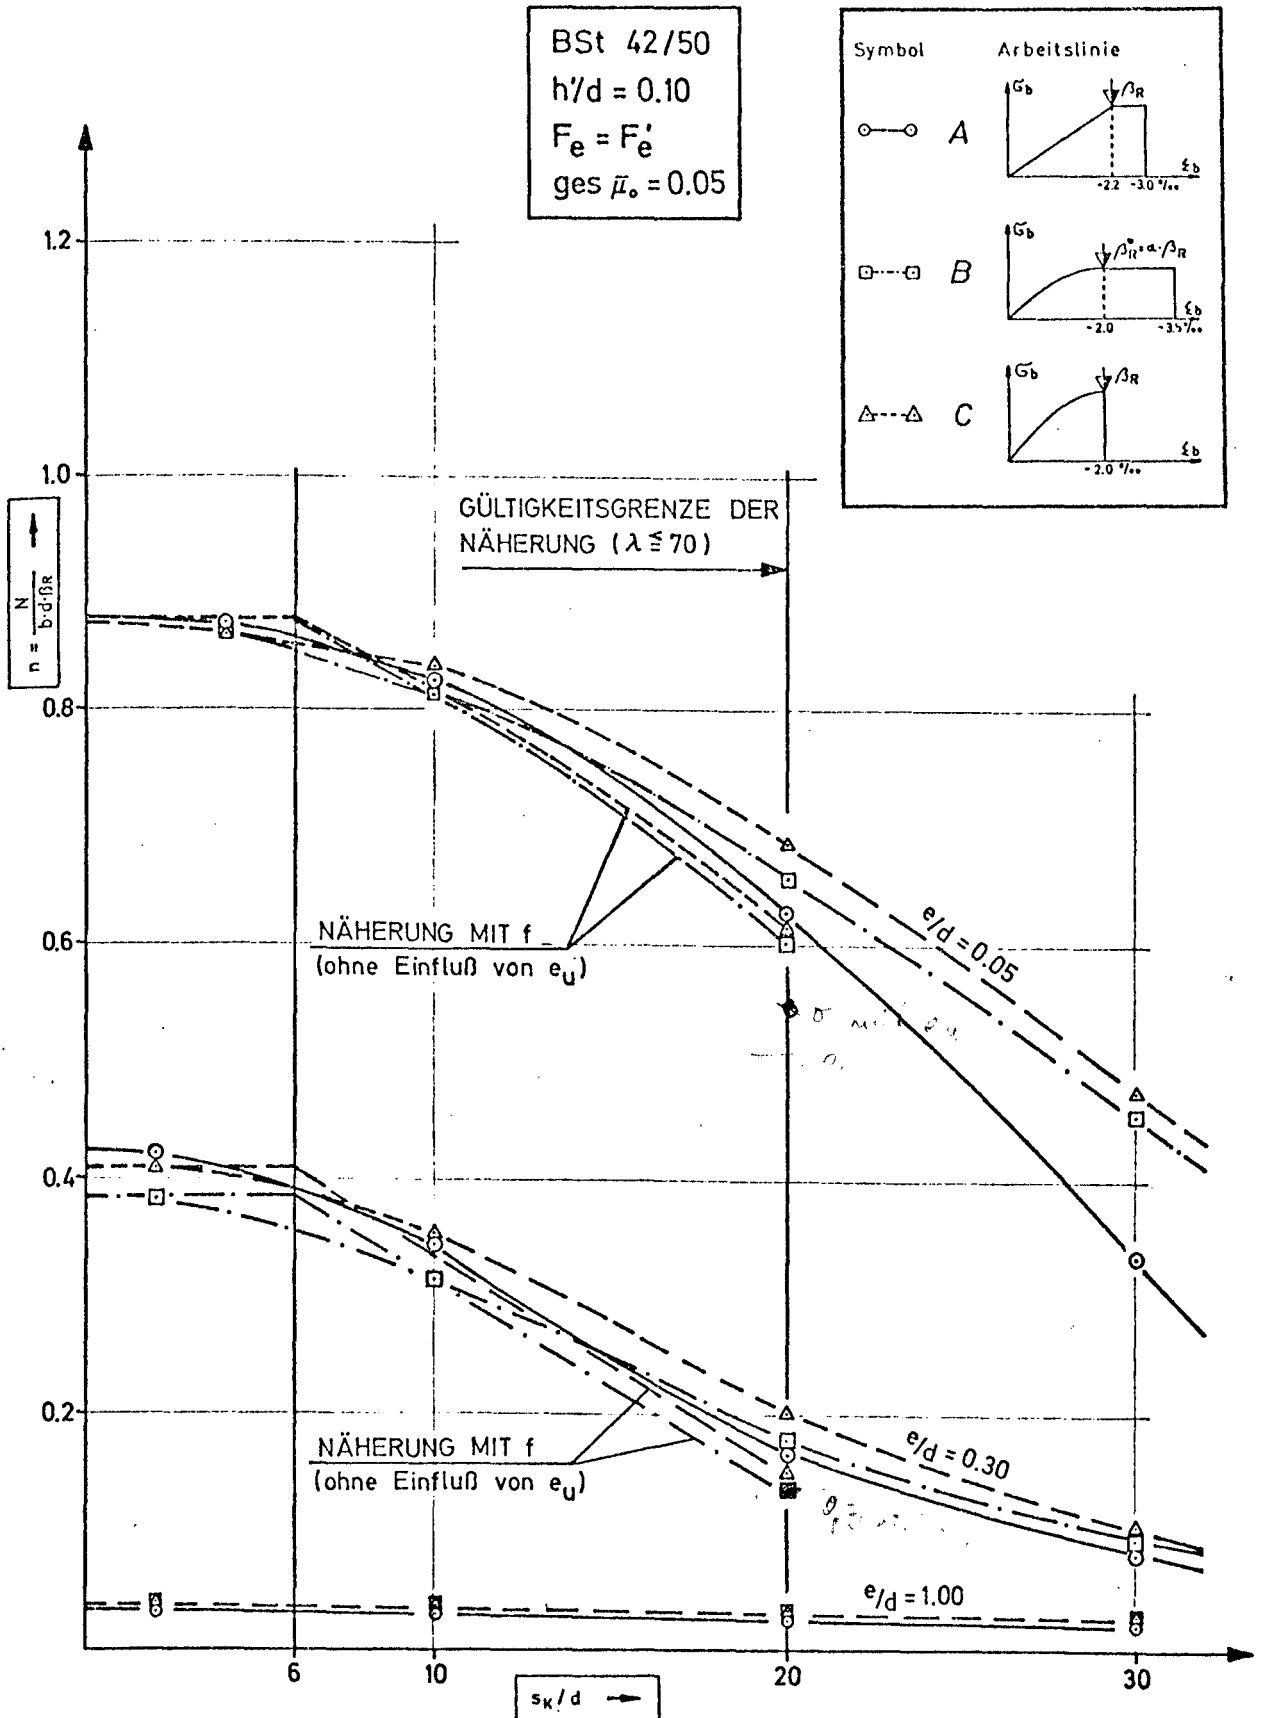 BSt 42/50
h'/d = 0.10
Fe = Fe'
ges μ̄₀ = 0.05
Symbol Arbeitslinie
A
σb
βR
εb
-2.2 -3.0 ‰
B
σb
βR* = α·βR
εb
-2.0 -3.5‰
C
σb
βR
εb
-2.0 ‰
1.2
1.0
0.8
0.6
0.4
0.2
n = N / b·d·βR
GÜLTIGKEITSGRENZE DER
NÄHERUNG (λ ≦ 70)
NÄHERUNG MIT f
(ohne Einfluß von eu)
e/d = 0.05
NÄHERUNG MIT f
(ohne Einfluß von eu)
e/d = 0.30
e/d = 1.00
6 10 20 30
sK/d